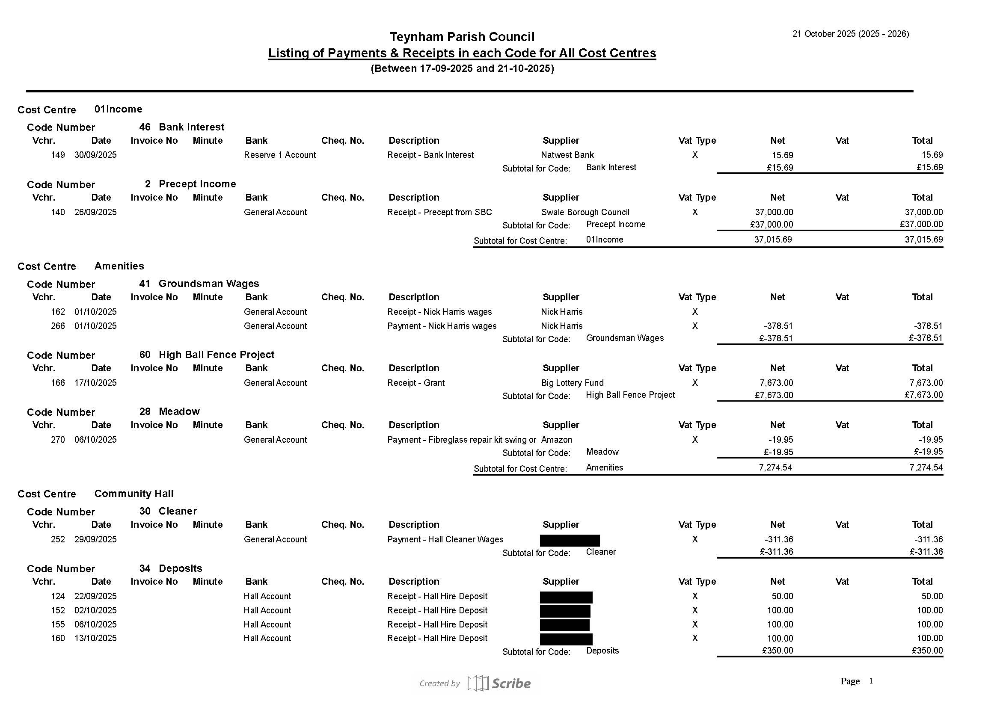 21 October 2025 (2025 - 2026)
Teynham Parish Council
Listing of Payments & Receipts in each Code for All Cost Centres
(Between 17-09-2025 and 21-10-2025)
Cost Centre 01Income
Code Number 46 Bank Interest
Vchr. Date Invoice No Minute Bank Cheq. No. Description Supplier Vat Type Net Vat Total
149 30/09/2025 Reserve 1 Account Receipt - Bank Interest Natwest Bank X 15.69 15.69
Subtotal for Code: Bank Interest £15.69 £15.69
Code Number 2 Precept Income
Vchr. Date Invoice No Minute Bank Cheq. No. Description Supplier Vat Type Net Vat Total
140 26/09/2025 General Account Receipt - Precept from SBC Swale Borough Council X 37,000.00 37,000.00
Subtotal for Code: Precept Income £37,000.00 £37,000.00
Subtotal for Cost Centre: 01Income 37,015.69 37,015.69
Cost Centre Amenities
Code Number 41 Groundsman Wages
Vchr. Date Invoice No Minute Bank Cheq. No. Description Supplier Vat Type Net Vat Total
162 01/10/2025 General Account Receipt - Nick Harris wages Nick Harris X
266 01/10/2025 General Account Payment - Nick Harris wages Nick Harris X -378.51 -378.51
Subtotal for Code: Groundsman Wages £-378.51 £-378.51
Code Number 60 High Ball Fence Project
Vchr. Date Invoice No Minute Bank Cheq. No. Description Supplier Vat Type Net Vat Total
166 17/10/2025 General Account Receipt - Grant Big Lottery Fund X 7,673.00 7,673.00
Subtotal for Code: High Ball Fence Project £7,673.00 £7,673.00
Code Number 28 Meadow
Vchr. Date Invoice No Minute Bank Cheq. No. Description Supplier Vat Type Net Vat Total
270 06/10/2025 General Account Payment - Fibreglass repair kit swing or Amazon X -19.95 -19.95
Subtotal for Code: Meadow £-19.95 £-19.95
Subtotal for Cost Centre: Amenities 7,274.54 7,274.54
Cost Centre Community Hall
Code Number 30 Cleaner
Vchr. Date Invoice No Minute Bank Cheq. No. Description Supplier Vat Type Net Vat Total
252 29/09/2025 General Account Payment - Hall Cleaner Wages X -311.36 -311.36
Subtotal for Code: Cleaner £-311.36 £-311.36
Code Number 34 Deposits
Vchr. Date Invoice No Minute Bank Cheq. No. Description Supplier Vat Type Net Vat Total
124 22/09/2025 Hall Account Receipt - Hall Hire Deposit X 50.00 50.00
152 02/10/2025 Hall Account Receipt - Hall Hire Deposit X 100.00 100.00
155 06/10/2025 Hall Account Receipt - Hall Hire Deposit X 100.00 100.00
160 13/10/2025 Hall Account Receipt - Hall Hire Deposit X 100.00 100.00
Subtotal for Code: Deposits £350.00 £350.00
Created by Scribe
Page 1